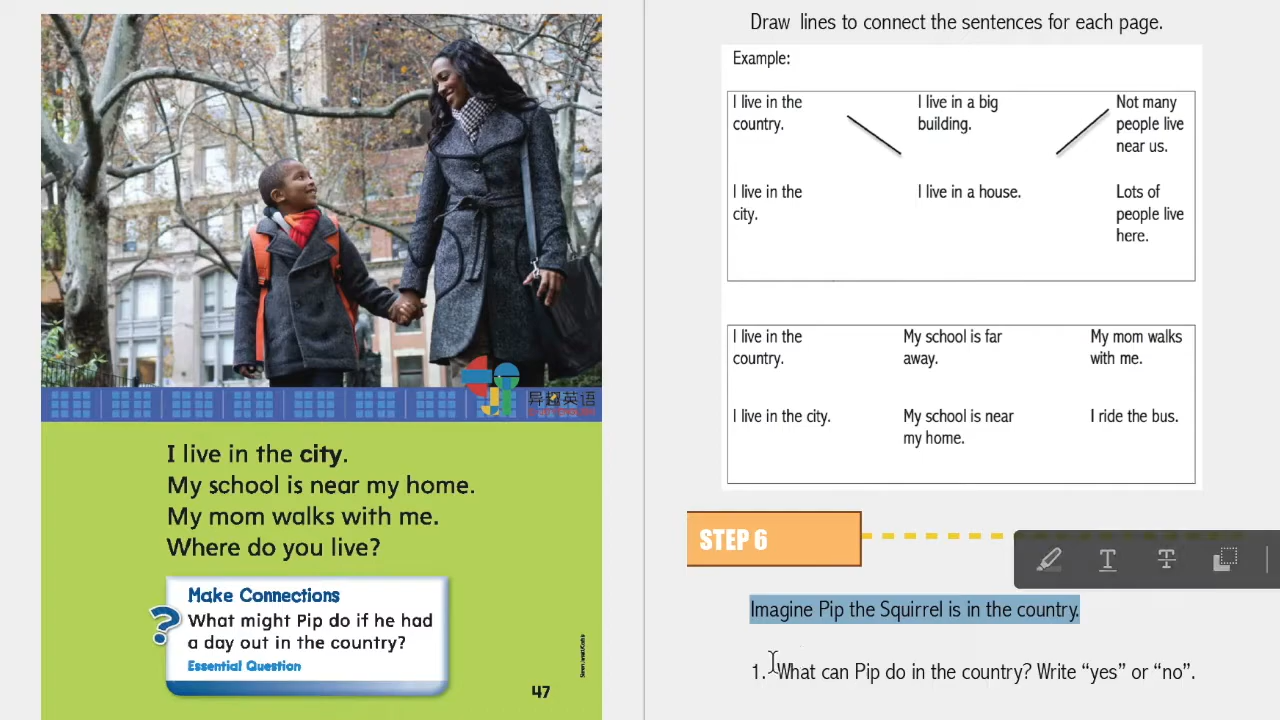 异超英语
I live in the city.
My school is near my home.
My mom walks with me.
Where do you live?
Make Connections
? What might Pip do if he had
a day out in the country?
Essential Question
47
Draw lines to connect the sentences for each page.
Example:
I live in the
country.
I live in a big
building.
Not many
people live
near us.
I live in the
city.
I live in a house.
Lots of
people live
here.
I live in the
country.
My school is far
away.
My mom walks
with me.
I live in the city.
My school is near
my home.
I ride the bus.
STEP 6
Imagine Pip the Squirrel is in the country.
1. What can Pip do in the country? Write “yes” or “no”.